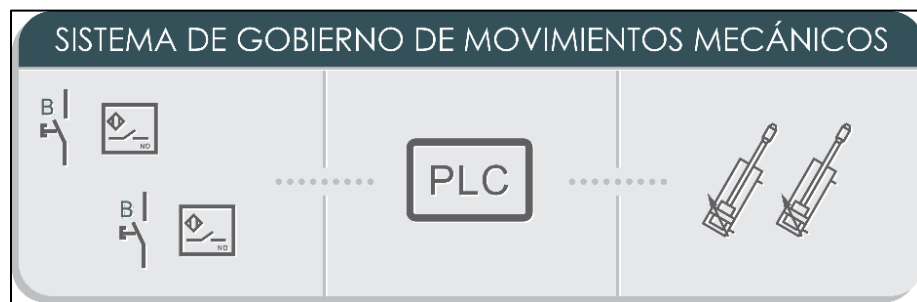 SISTEMA DE GOBIERNO DE MOVIMIENTOS MECÁNICOS
B
NO
PLC
B
NO